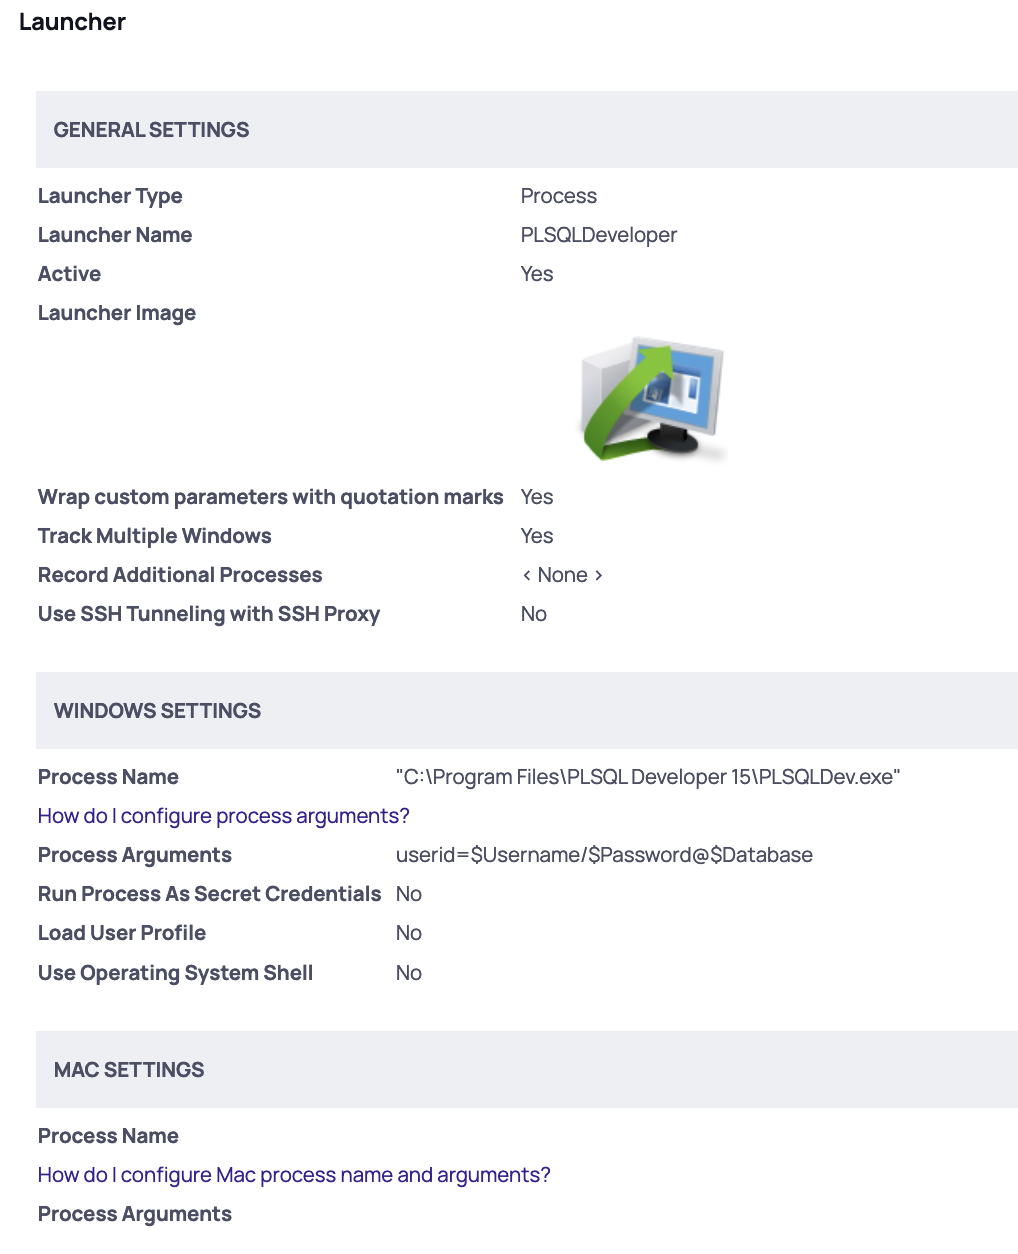 Launcher
GENERAL SETTINGS
Launcher Type Process
Launcher Name PLSQLDeveloper
Active Yes
Launcher Image
Wrap custom parameters with quotation marks Yes
Track Multiple Windows Yes
Record Additional Processes < None >
Use SSH Tunneling with SSH Proxy No
WINDOWS SETTINGS
Process Name "C:\Program Files\PLSQL Developer 15\PLSQLDev.exe"
How do I configure process arguments?
Process Arguments userid=$Username/$Password@$Database
Run Process As Secret Credentials No
Load User Profile No
Use Operating System Shell No
MAC SETTINGS
Process Name
How do I configure Mac process name and arguments?
Process Arguments